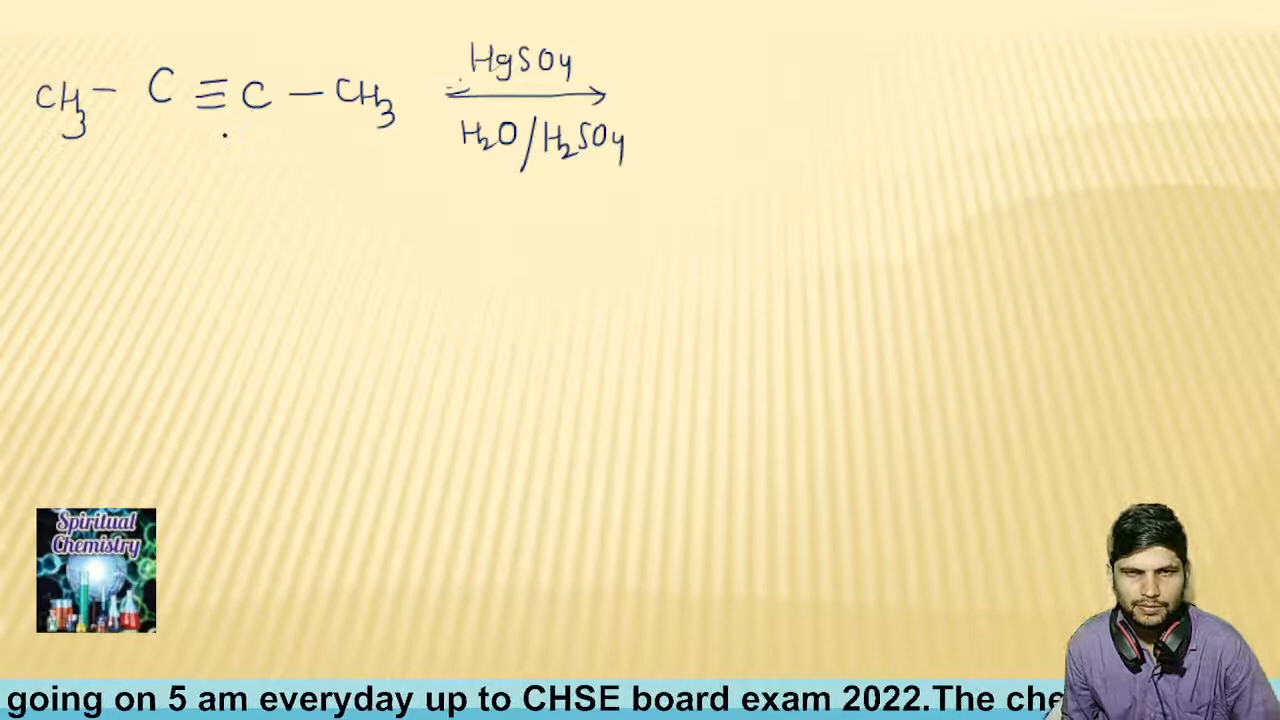 CH₃ – C ≡ C – CH₃
HgSO₄
H₂O/H₂SO₄
Spiritual
Chemistry
going on 5 am everyday up to CHSE board exam 2022.The che